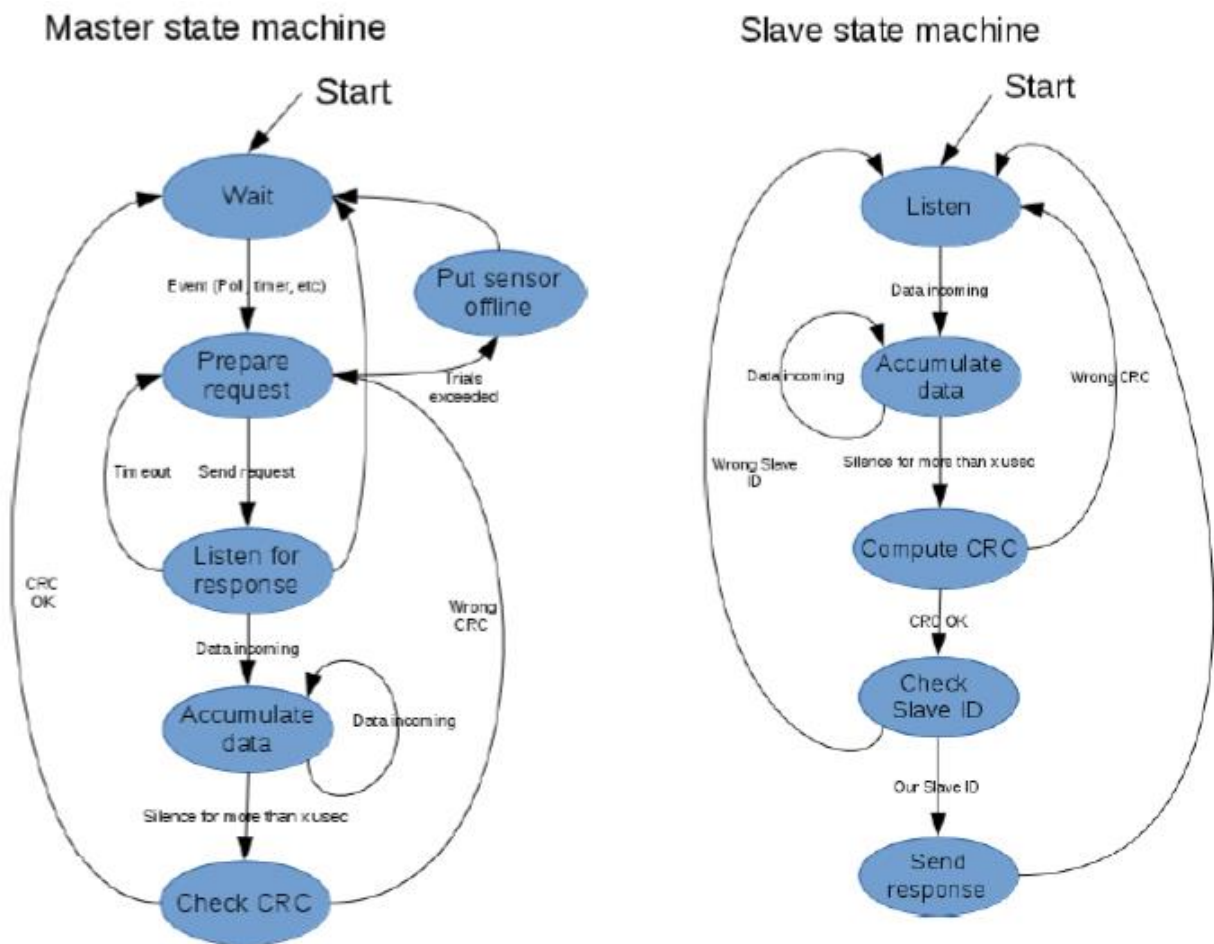 Master state machine
Start
Wait
Event (Poll, timer, etc)
Put sensor
offline
Prepare
request
Trials
exceeded
Timeout
Send request
Listen for
response
CRC
OK
Wrong
CRC
Data incoming
Accumulate
data
Data incoming
Silence for more than x usec
Check CRC
Slave state machine
Start
Listen
Data incoming
Data incoming
Accumulate
data
Wrong CRC
Wrong Slave
ID
Silence for more than x usec
Compute CRC
CRC OK
Check
Slave ID
Our Slave ID
Send
response